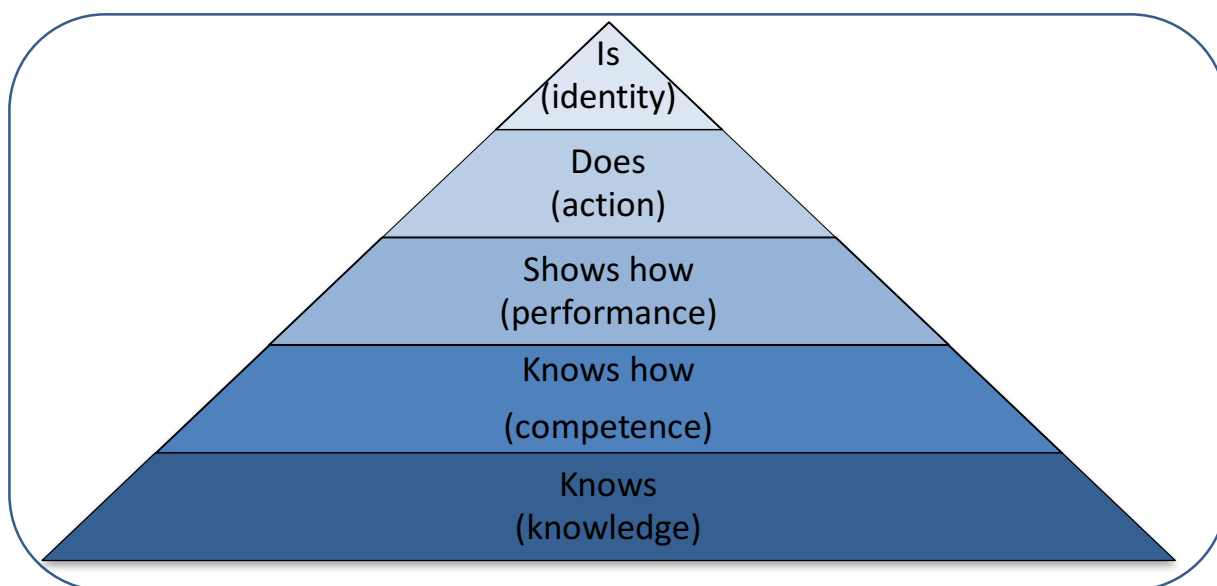 Is
(identity)
Does
(action)
Shows how
(performance)
Knows how
(competence)
Knows
(knowledge)